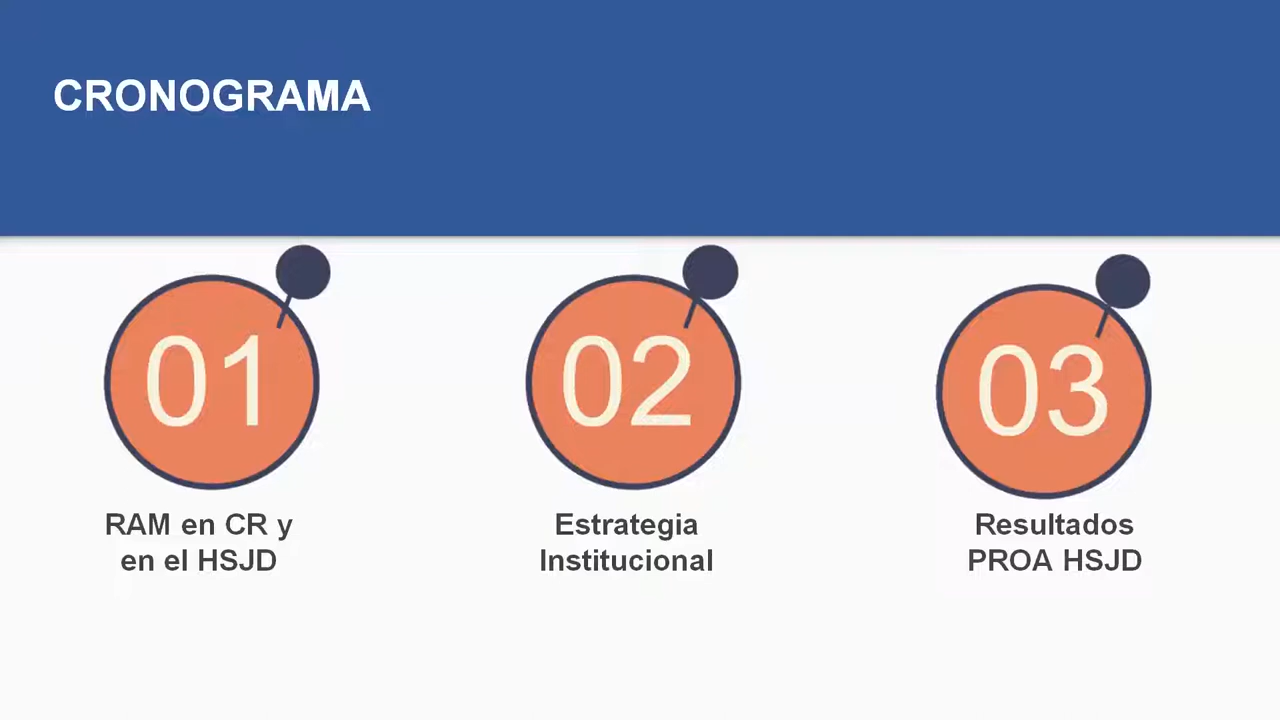 CRONOGRAMA
01
02
03
RAM en CR y
en el HSJD
Estrategia
Institucional
Resultados
PROA HSJD